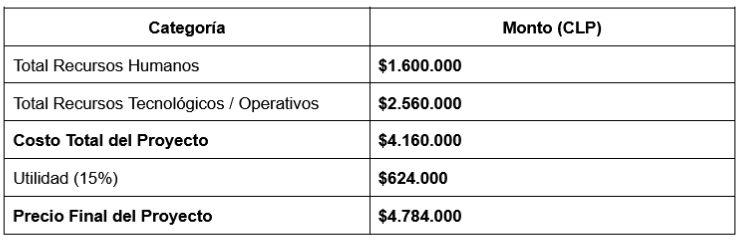 Categoría Monto (CLP)
Total Recursos Humanos $1.600.000
Total Recursos Tecnológicos / Operativos $2.560.000
Costo Total del Proyecto $4.160.000
Utilidad (15%) $624.000
Precio Final del Proyecto $4.784.000